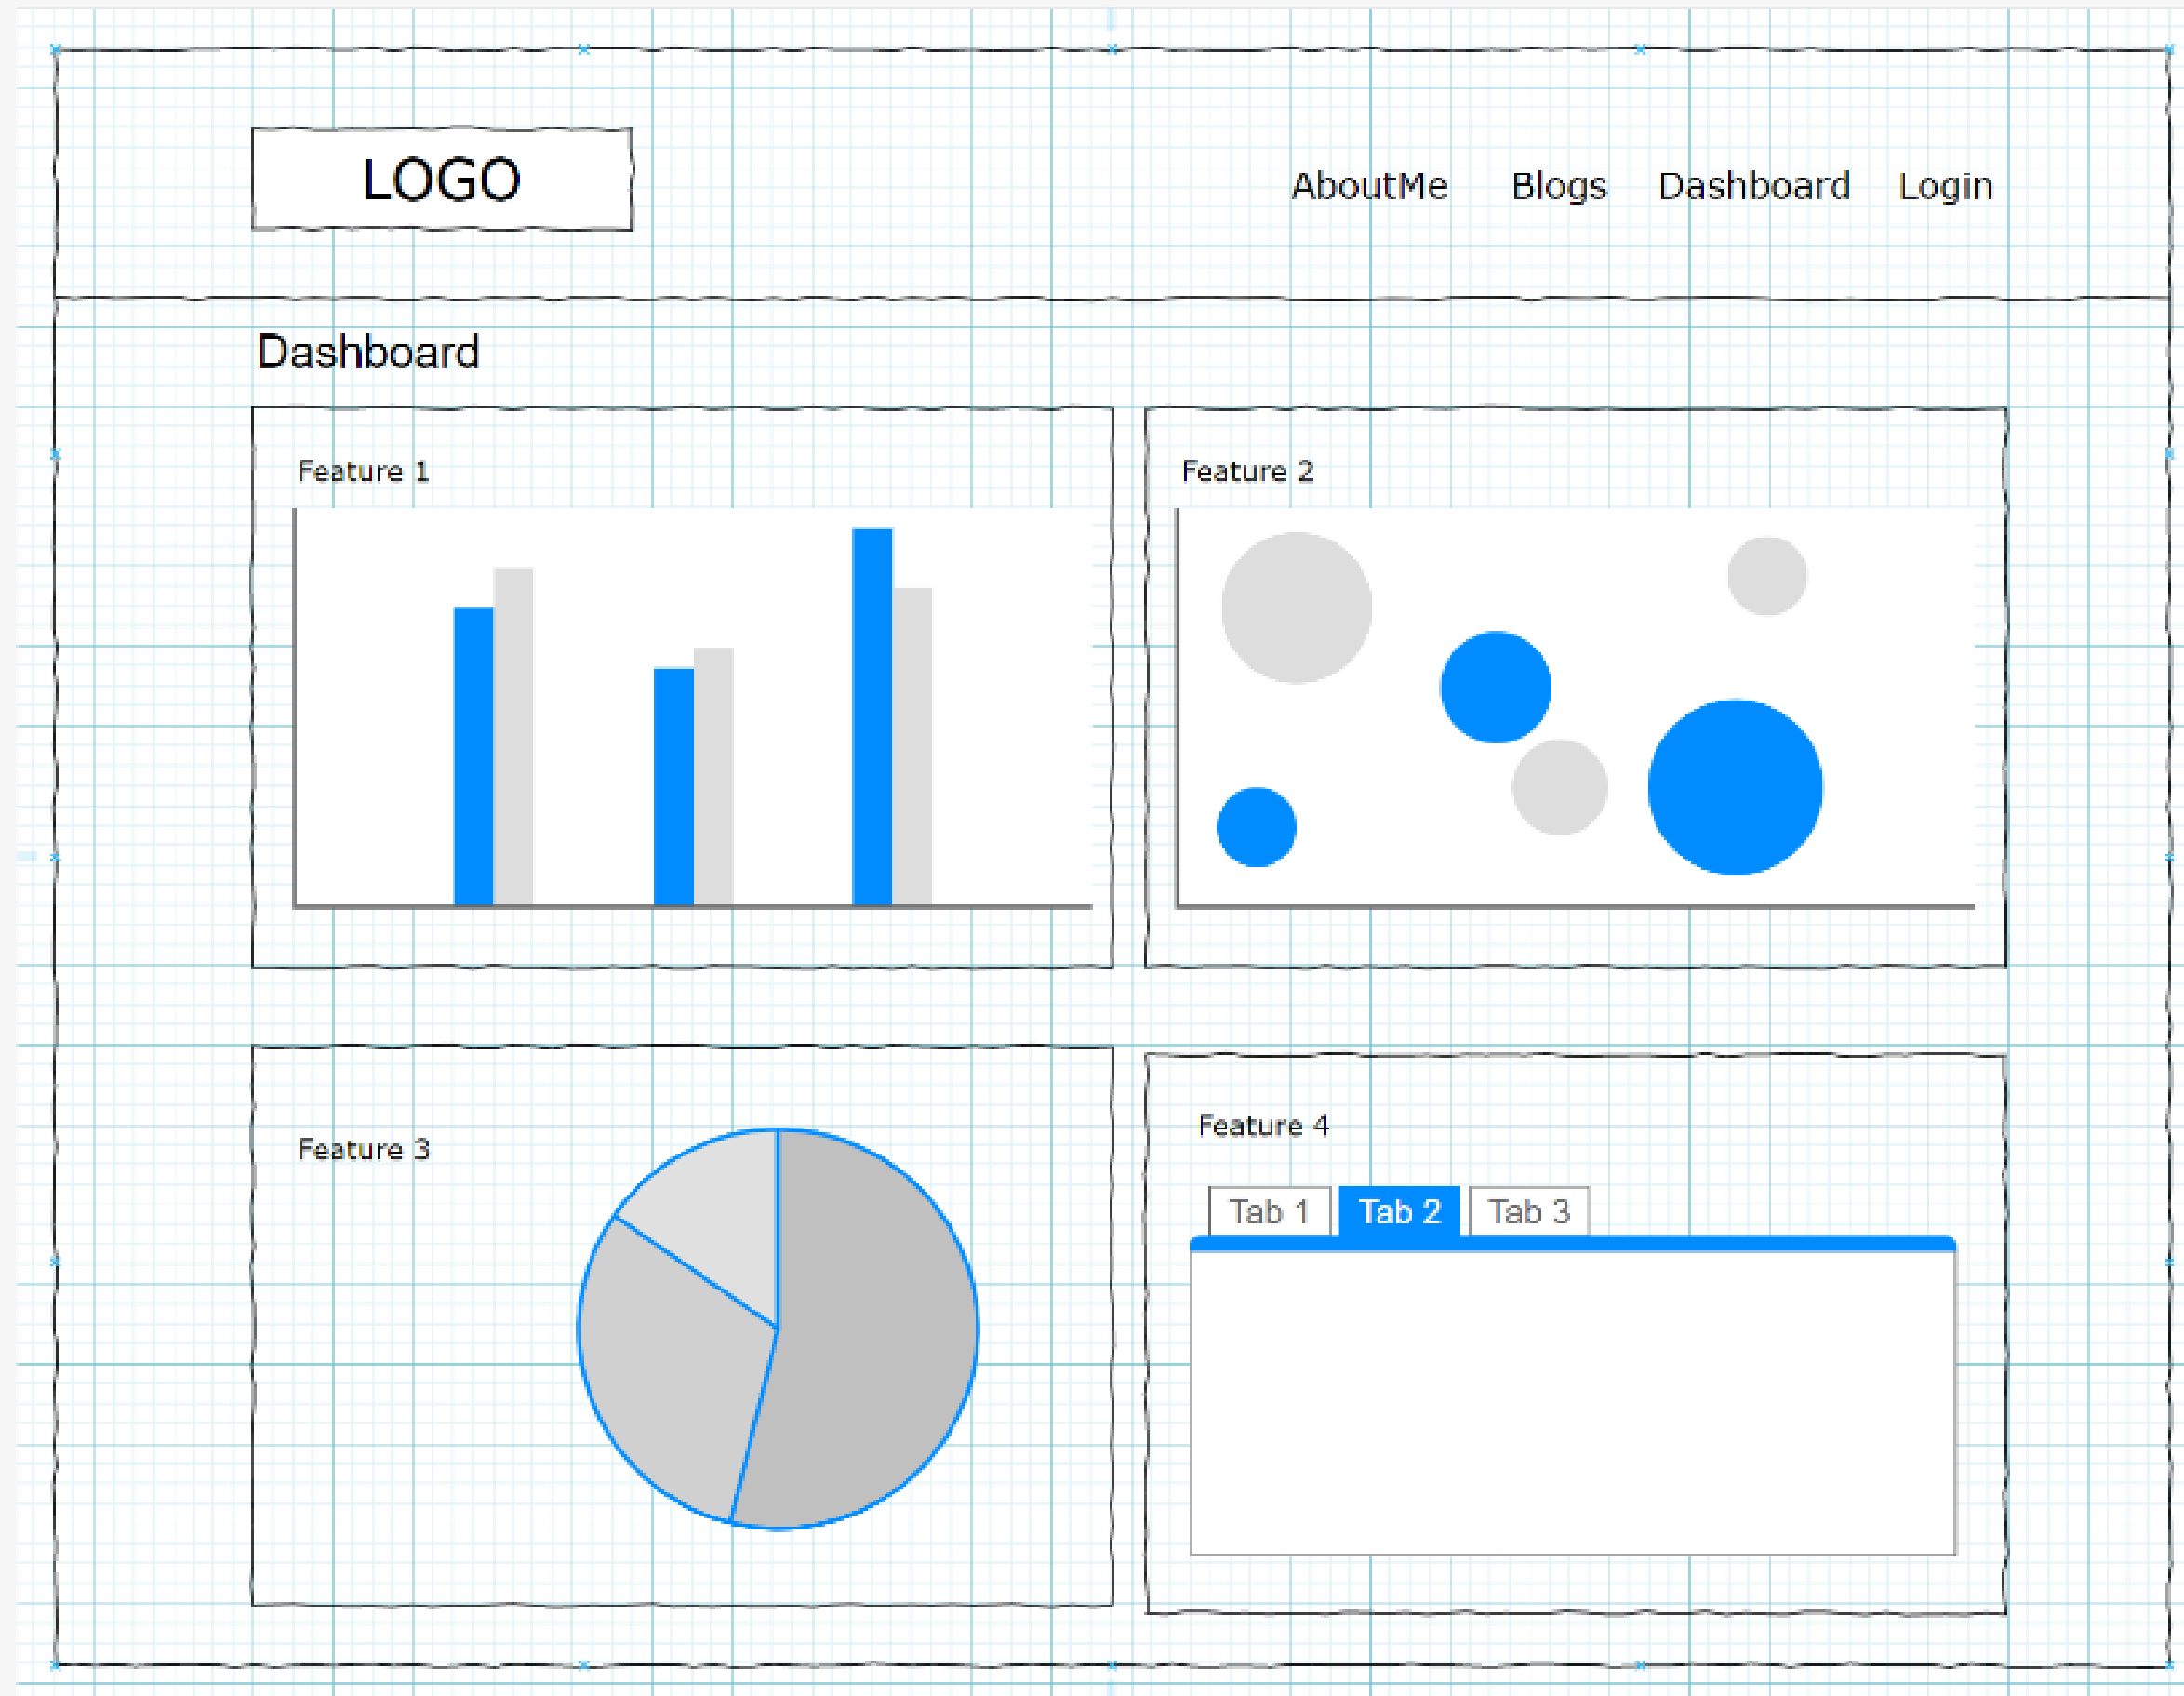 LOGO
AboutMe Blogs Dashboard Login
Dashboard
Feature 1
Feature 2
Feature 3
Feature 4
Tab 1 Tab 2 Tab 3